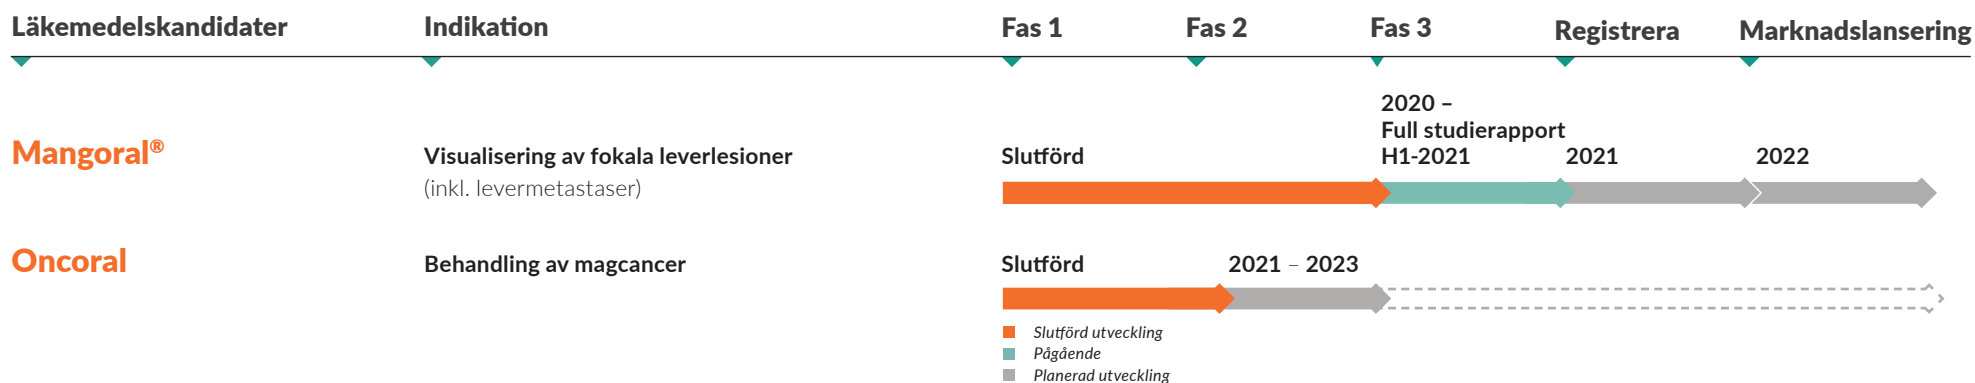 Läkemedelskandidater Indikation Fas 1 Fas 2 Fas 3 Registrera Marknadslansering
2020 –
Full studierapport
Mangoral® Visualisering av fokala leverlesioner Slutförd H1-2021 2021 2022
(inkl. levermetastaser)
Oncoral Behandling av magcancer Slutförd 2021 – 2023
Slutförd utveckling
Pågående
Planerad utveckling